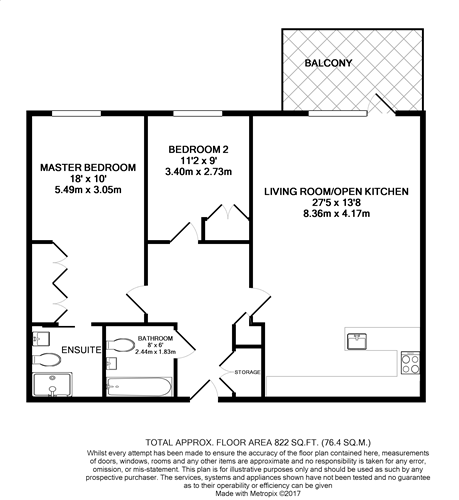 BALCONY
BEDROOM 2
11'2 x 9'
3.40m x 2.73m
MASTER BEDROOM
18' x 10'
5.49m x 3.05m
LIVING ROOM/OPEN KITCHEN
27'5 x 13'8
8.36m x 4.17m
BATHROOM
8' x 6'
2.44m x 1.83m
ENSUITE
STORAGE
TOTAL APPROX. FLOOR AREA 822 SQ.FT. (76.4 SQ.M.)
Whilst every attempt has been made to ensure the accuracy of the floor plan contained here, measurements
of doors, windows, rooms and any other items are approximate and no responsibility is taken for any error,
omission, or mis-statement. This plan is for illustrative purposes only and should be used as such by any
prospective purchaser. The services, systems and appliances shown have not been tested and no guarantee
as to their operability or efficiency can be given
Made with Metropix ©2017